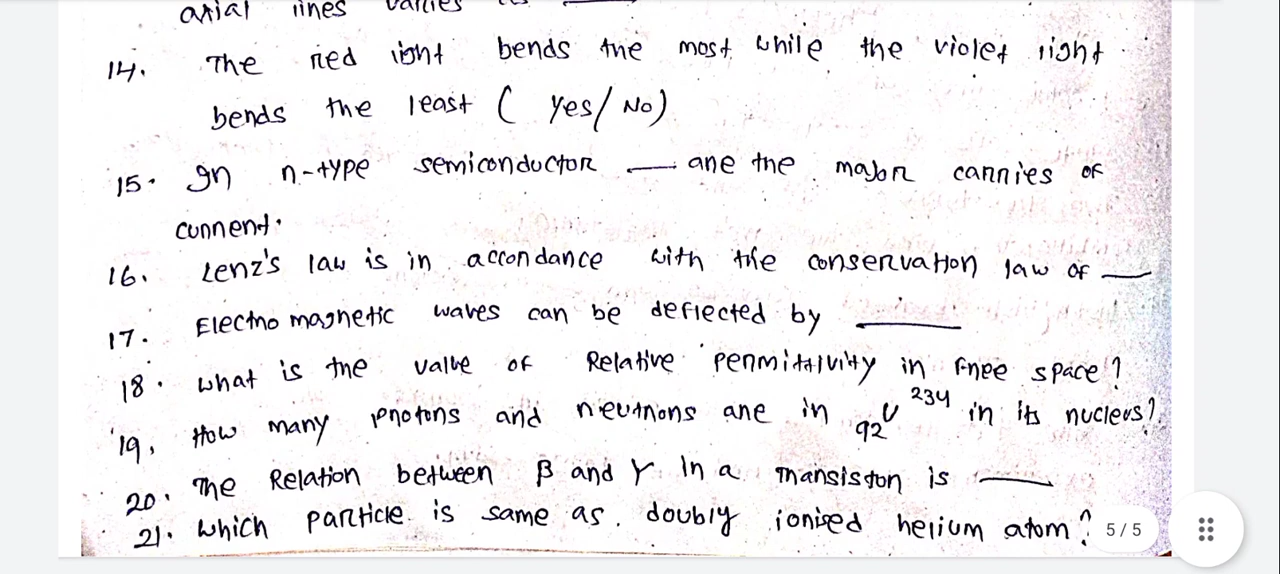 axial lines varies as ___
14. The red light bends the most while the violet light
bends the least ( Yes/ No)
15. In n-type semiconductor ___ are the major carries of
current.
16. Lenz's law is in accordance with the conservation law of ___
17. Electro magnetic waves can be deflected by ___
18. What is the value of Relative permittivity in free space?
19. How many protons and neutrons are in 92U234 in its nucleus?
20. The Relation between β and γ In a transistor is ___
21. Which particle is same as doubly ionised helium atom?
5 / 5